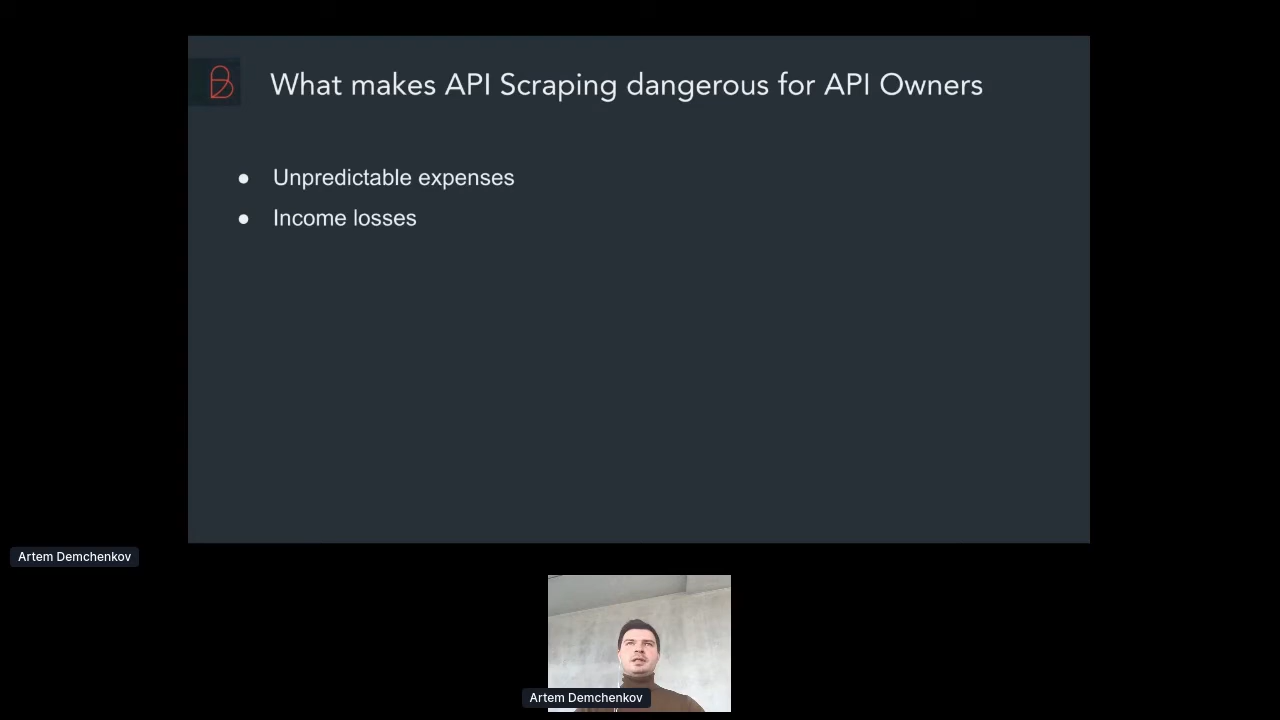 What makes API Scraping dangerous for API Owners
● Unpredictable expenses
● Income losses
Artem Demchenkov
Artem Demchenkov